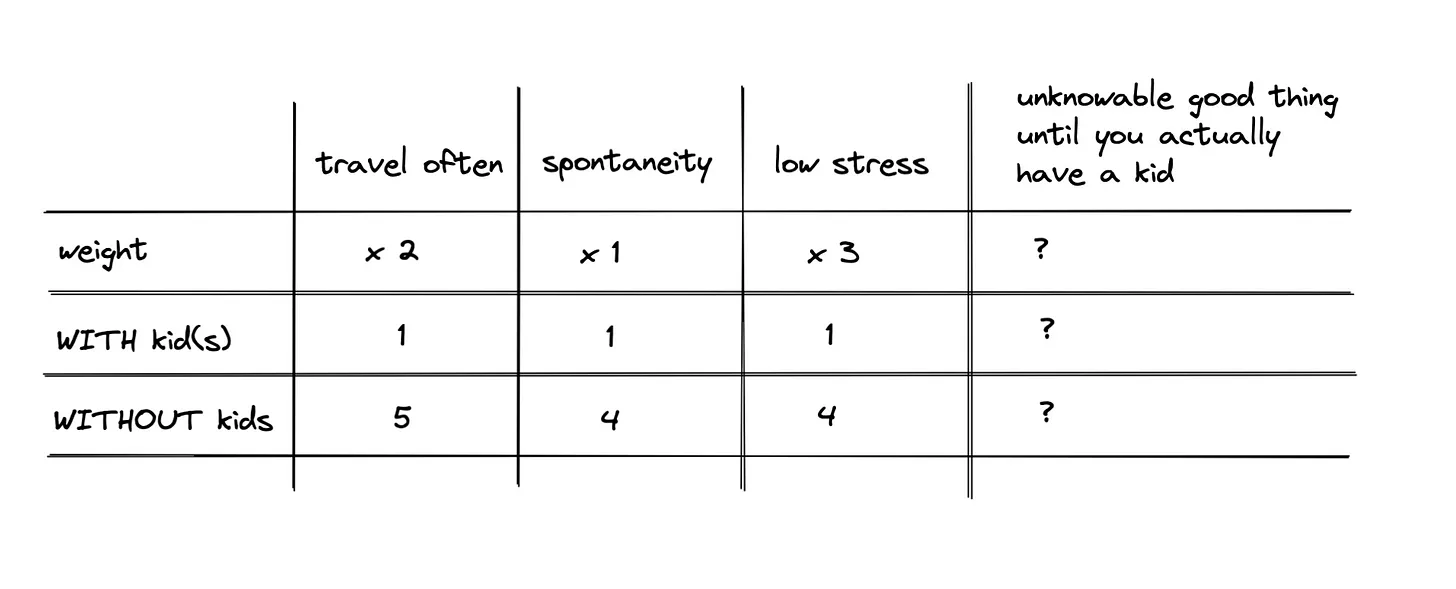 unknowable good thing
until you actually
have a kid
travel often spontaneity low stress
weight x 2 x 1 x 3 ?
WITH kid(s) 1 1 1 ?
WITHOUT kids 5 4 4 ?